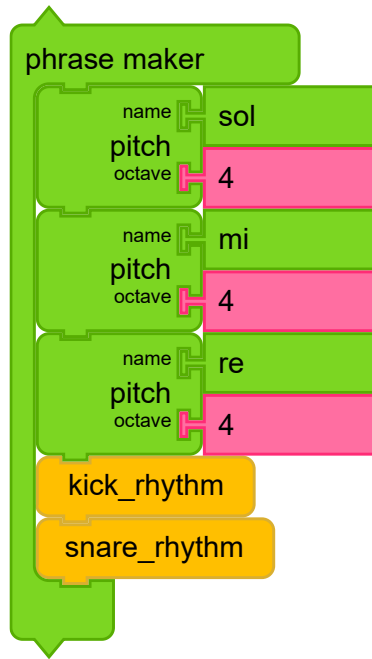 phrase maker
name sol
pitch
octave 4
name mi
pitch
octave 4
name re
pitch
octave 4
kick_rhythm
snare_rhythm